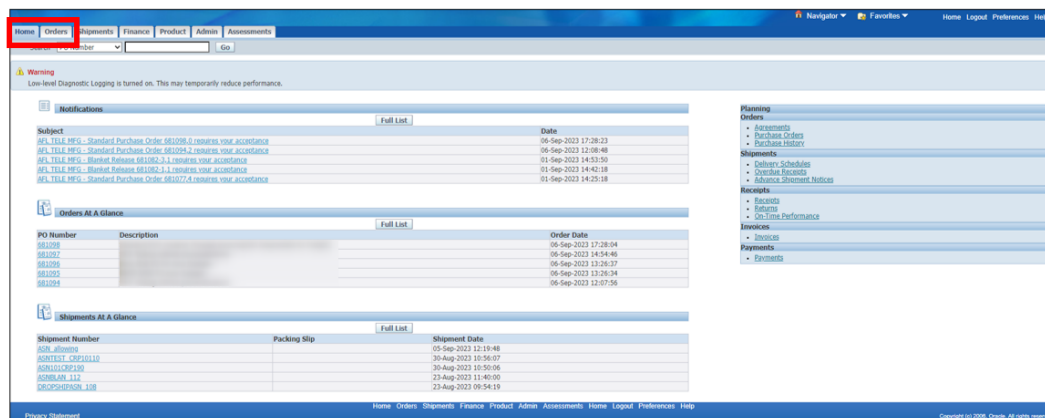 Navigator Favorites Home Logout Preferences Help
Home Orders Shipments Finance Product Admin Assessments
Search PO Number Go
Warning
Low-level Diagnostic Logging is turned on. This may temporarily reduce performance.
Notifications
Full List
Subject Date
AFL TELE MFG - Standard Purchase Order 681098,0 requires your acceptance 06-Sep-2023 17:28:23
AFL TELE MFG - Standard Purchase Order 681094,2 requires your acceptance 06-Sep-2023 12:08:48
AFL TELE MFG - Blanket Release 681082-3,1 requires your acceptance 01-Sep-2023 14:53:50
AFL TELE MFG - Blanket Release 681082-1,1 requires your acceptance 01-Sep-2023 14:42:18
AFL TELE MFG - Standard Purchase Order 681077,4 requires your acceptance 01-Sep-2023 14:25:18
Orders At A Glance
Full List
PO Number Description Order Date
681098 06-Sep-2023 17:28:04
681097 06-Sep-2023 14:54:46
681096 06-Sep-2023 13:26:37
681095 06-Sep-2023 13:26:34
681094 06-Sep-2023 12:07:56
Shipments At A Glance
Full List
Shipment Number Packing Slip Shipment Date
ASN_allowing 05-Sep-2023 12:19:48
ASNTEST_CRP10110 30-Aug-2023 10:56:07
ASN101CRP190 30-Aug-2023 10:50:06
ASNBLAN_112 23-Aug-2023 11:40:00
DROPSHIPASN_108 23-Aug-2023 09:54:19
Planning
Orders
Agreements
Purchase Orders
Purchase History
Shipments
Delivery Schedules
Overdue Receipts
Advance Shipment Notices
Receipts
Receipts
Returns
On-Time Performance
Invoices
Invoices
Payments
Payments
Home Orders Shipments Finance Product Admin Assessments Home Logout Preferences Help
Privacy Statement Copyright (c) 2006, Oracle. All rights reserved